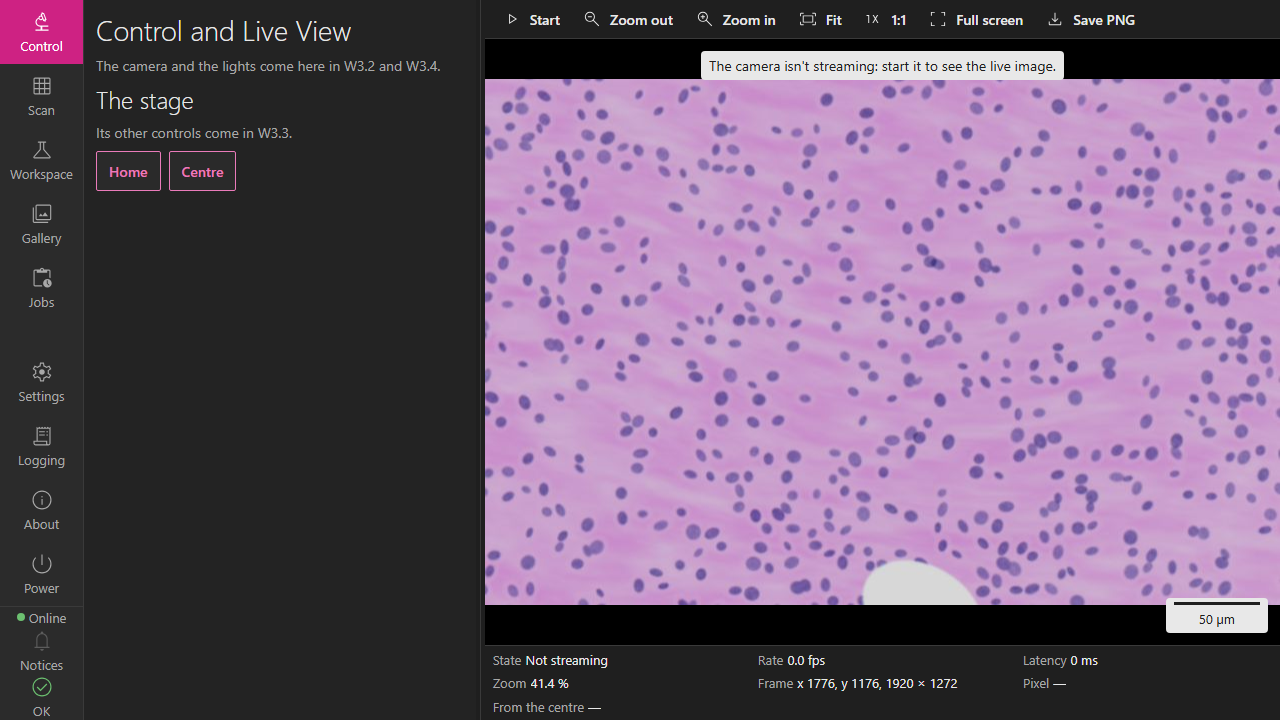 Control
Scan
Workspace
Gallery
Jobs
Settings
Logging
About
Power
Online
Notices
OK
Control and Live View
The camera and the lights come here in W3.2 and W3.4.
The stage
Its other controls come in W3.3.
Home Centre
Start Zoom out Zoom in Fit 1X 1:1 Full screen Save PNG
The camera isn't streaming: start it to see the live image.
50 µm
State Not streaming Rate 0.0 fps Latency 0 ms
Zoom 41.4 % Frame x 1776, y 1176, 1920 × 1272 Pixel —
From the centre —